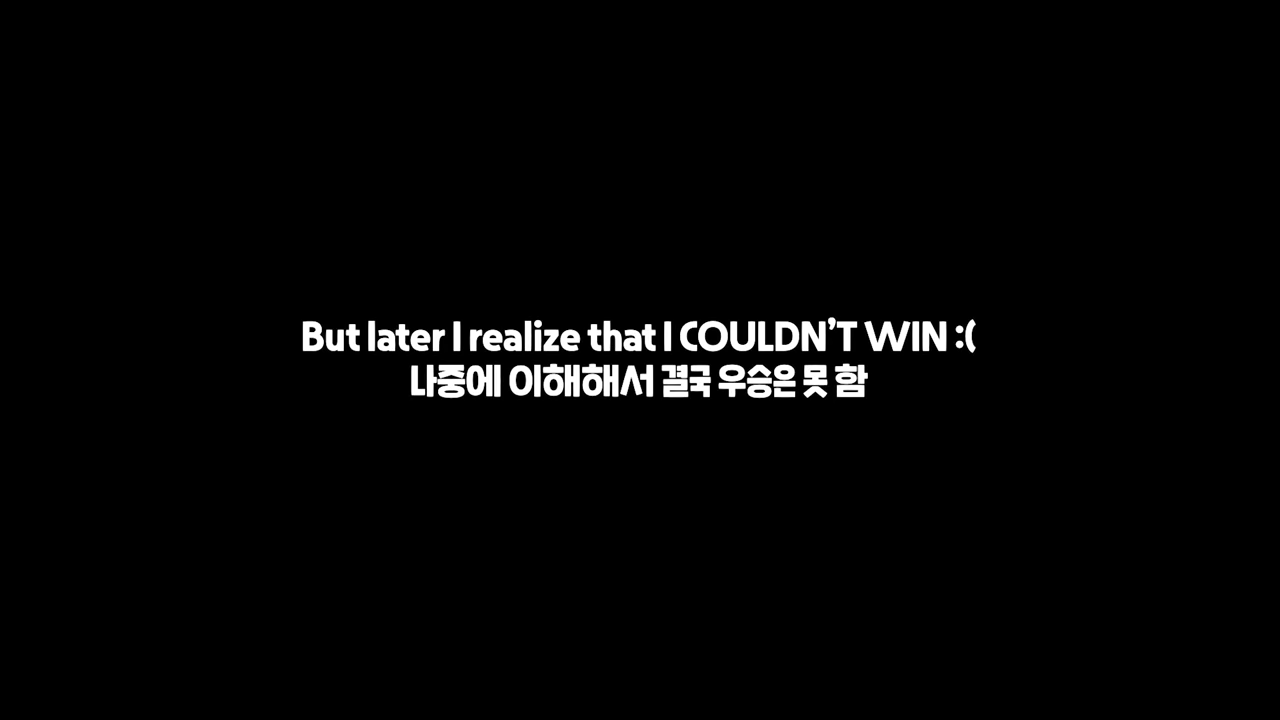 But later I realize that I COULDN'T WIN :(
나중에 이해해서 결국 우승은 못 함